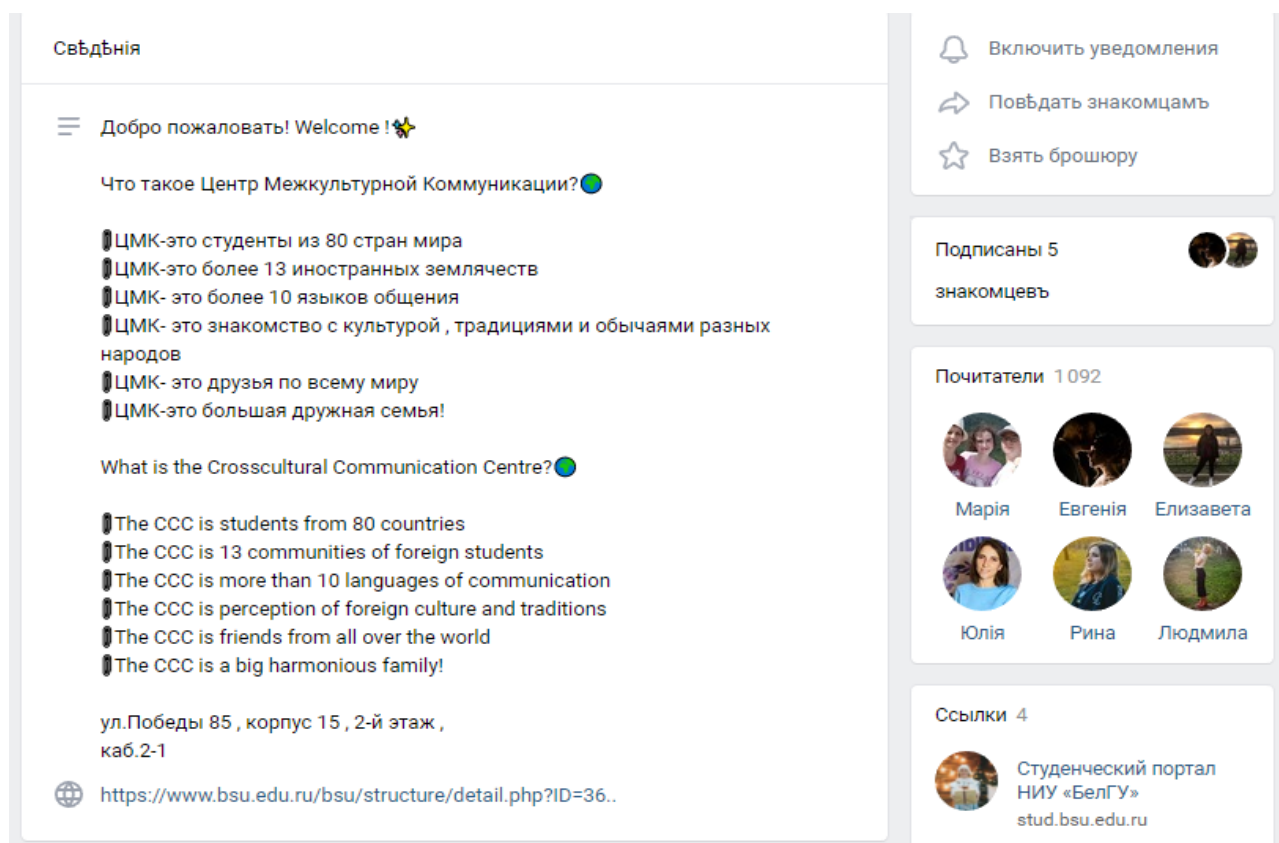 Свѣдѣнія
Добро пожаловать! Welcome !✨
Что такое Центр Межкультурной Коммуникации?🌍
ЦМК-это студенты из 80 стран мира
ЦМК-это более 13 иностранных землячеств
ЦМК- это более 10 языков общения
ЦМК- это знакомство с культурой , традициями и обычаями разных
народов
ЦМК- это друзья по всему миру
ЦМК-это большая дружная семья!
What is the Crosscultural Communication Centre?🌍
The CCC is students from 80 countries
The CCC is 13 communities of foreign students
The CCC is more than 10 languages of communication
The CCC is perception of foreign culture and traditions
The CCC is friends from all over the world
The CCC is a big harmonious family!
ул.Победы 85 , корпус 15 , 2-й этаж ,
каб.2-1
https://www.bsu.edu.ru/bsu/structure/detail.php?ID=36..
Включить уведомления
Повѣдать знакомцамъ
Взять брошюру
Подписаны 5
знакомцевъ
Почитатели 1 092
Марія Евгенія Елизавета
Юлія Рина Людмила
Ссылки 4
Студенческий портал
НИУ «БелГУ»
stud.bsu.edu.ru